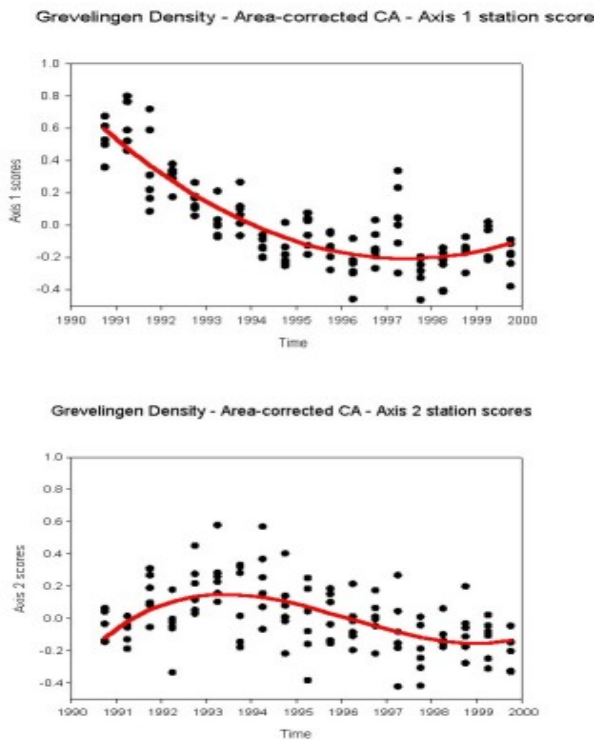 Grevelingen Density - Area-corrected CA - Axis 1 station score
1.0
0.8
0.6
0.4
0.2
0.0
-0.2
-0.4
Axis 1 scores
1990 1991 1992 1993 1994 1995 1996 1997 1998 1999 2000
Time
Grevelingen Density - Area-corrected CA - Axis 2 station scores
1.0
0.8
0.6
0.4
0.2
0.0
-0.2
-0.4
Axis 2 scores
1990 1991 1992 1993 1994 1995 1996 1997 1998 1999 2000
Time